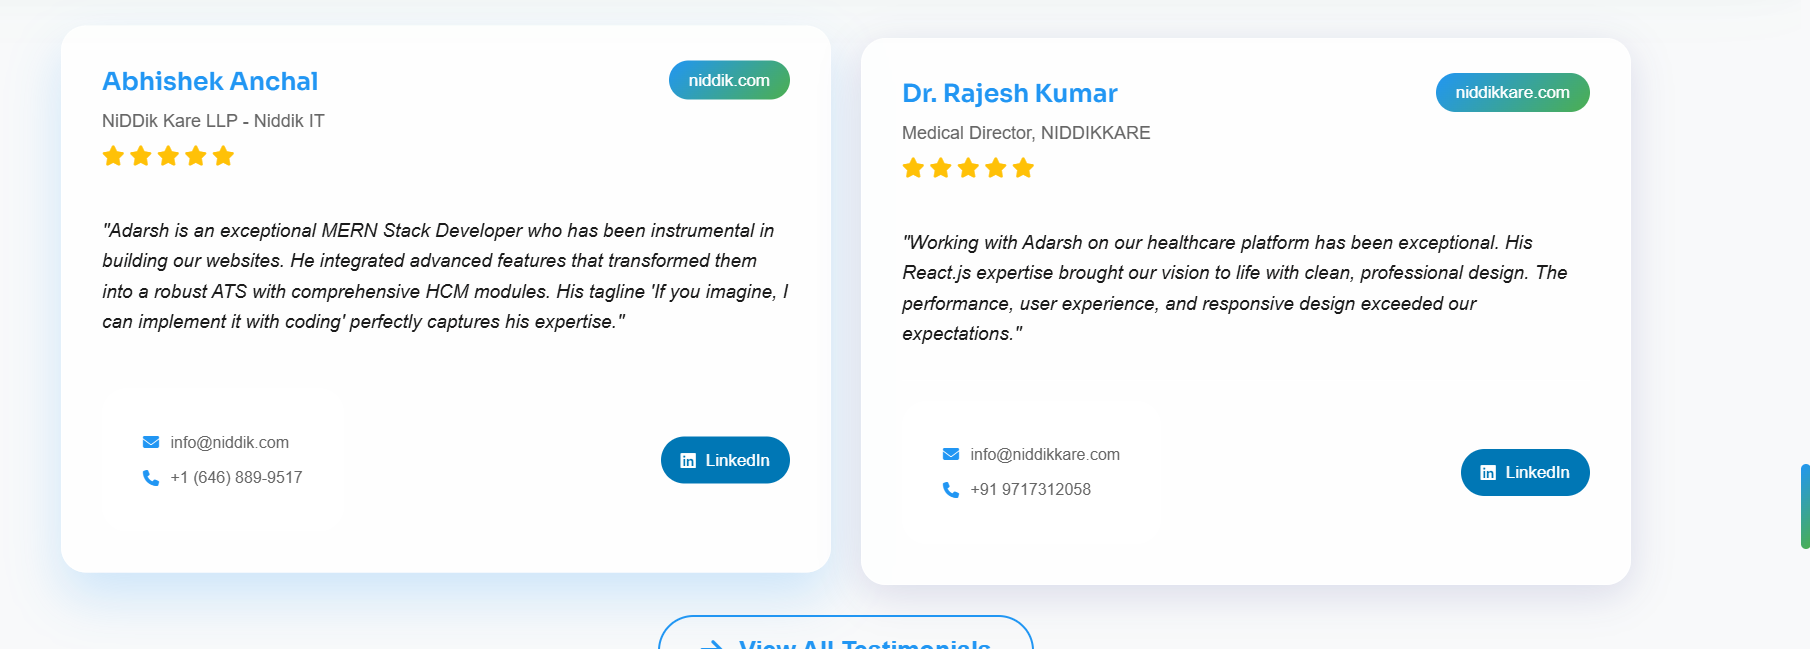 Abhishek Anchal
niddik.com
NiDDik Kare LLP - Niddik IT
"Adarsh is an exceptional MERN Stack Developer who has been instrumental in
building our websites. He integrated advanced features that transformed them
into a robust ATS with comprehensive HCM modules. His tagline 'If you imagine, I
can implement it with coding' perfectly captures his expertise."
info@niddik.com
+1 (646) 889-9517
LinkedIn
Dr. Rajesh Kumar
niddikkare.com
Medical Director, NIDDIKKARE
"Working with Adarsh on our healthcare platform has been exceptional. His
React.js expertise brought our vision to life with clean, professional design. The
performance, user experience, and responsive design exceeded our
expectations."
info@niddikkare.com
+91 9717312058
LinkedIn
View All Testimonials